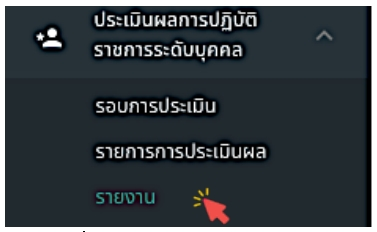 ประเมินผลการปฏิบัติ
ราชการระดับบุคคล
รอบการประเมิน
รายการการประเมินผล
รายงาน